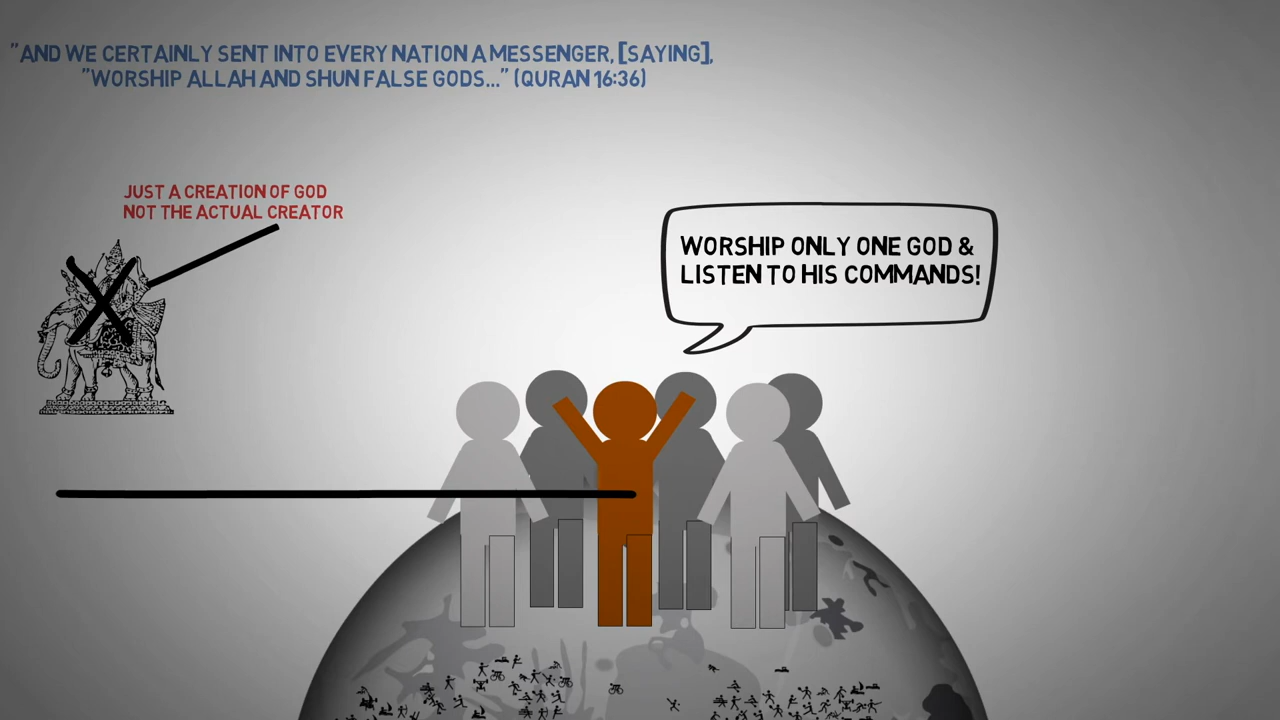 "AND WE CERTAINLY SENT INTO EVERY NATION A MESSENGER, [SAYING],
"WORSHIP ALLAH AND SHUN FALSE GODS..." (QURAN 16:36)
JUST A CREATION OF GOD
NOT THE ACTUAL CREATOR
WORSHIP ONLY ONE GOD &
LISTEN TO HIS COMMANDS!